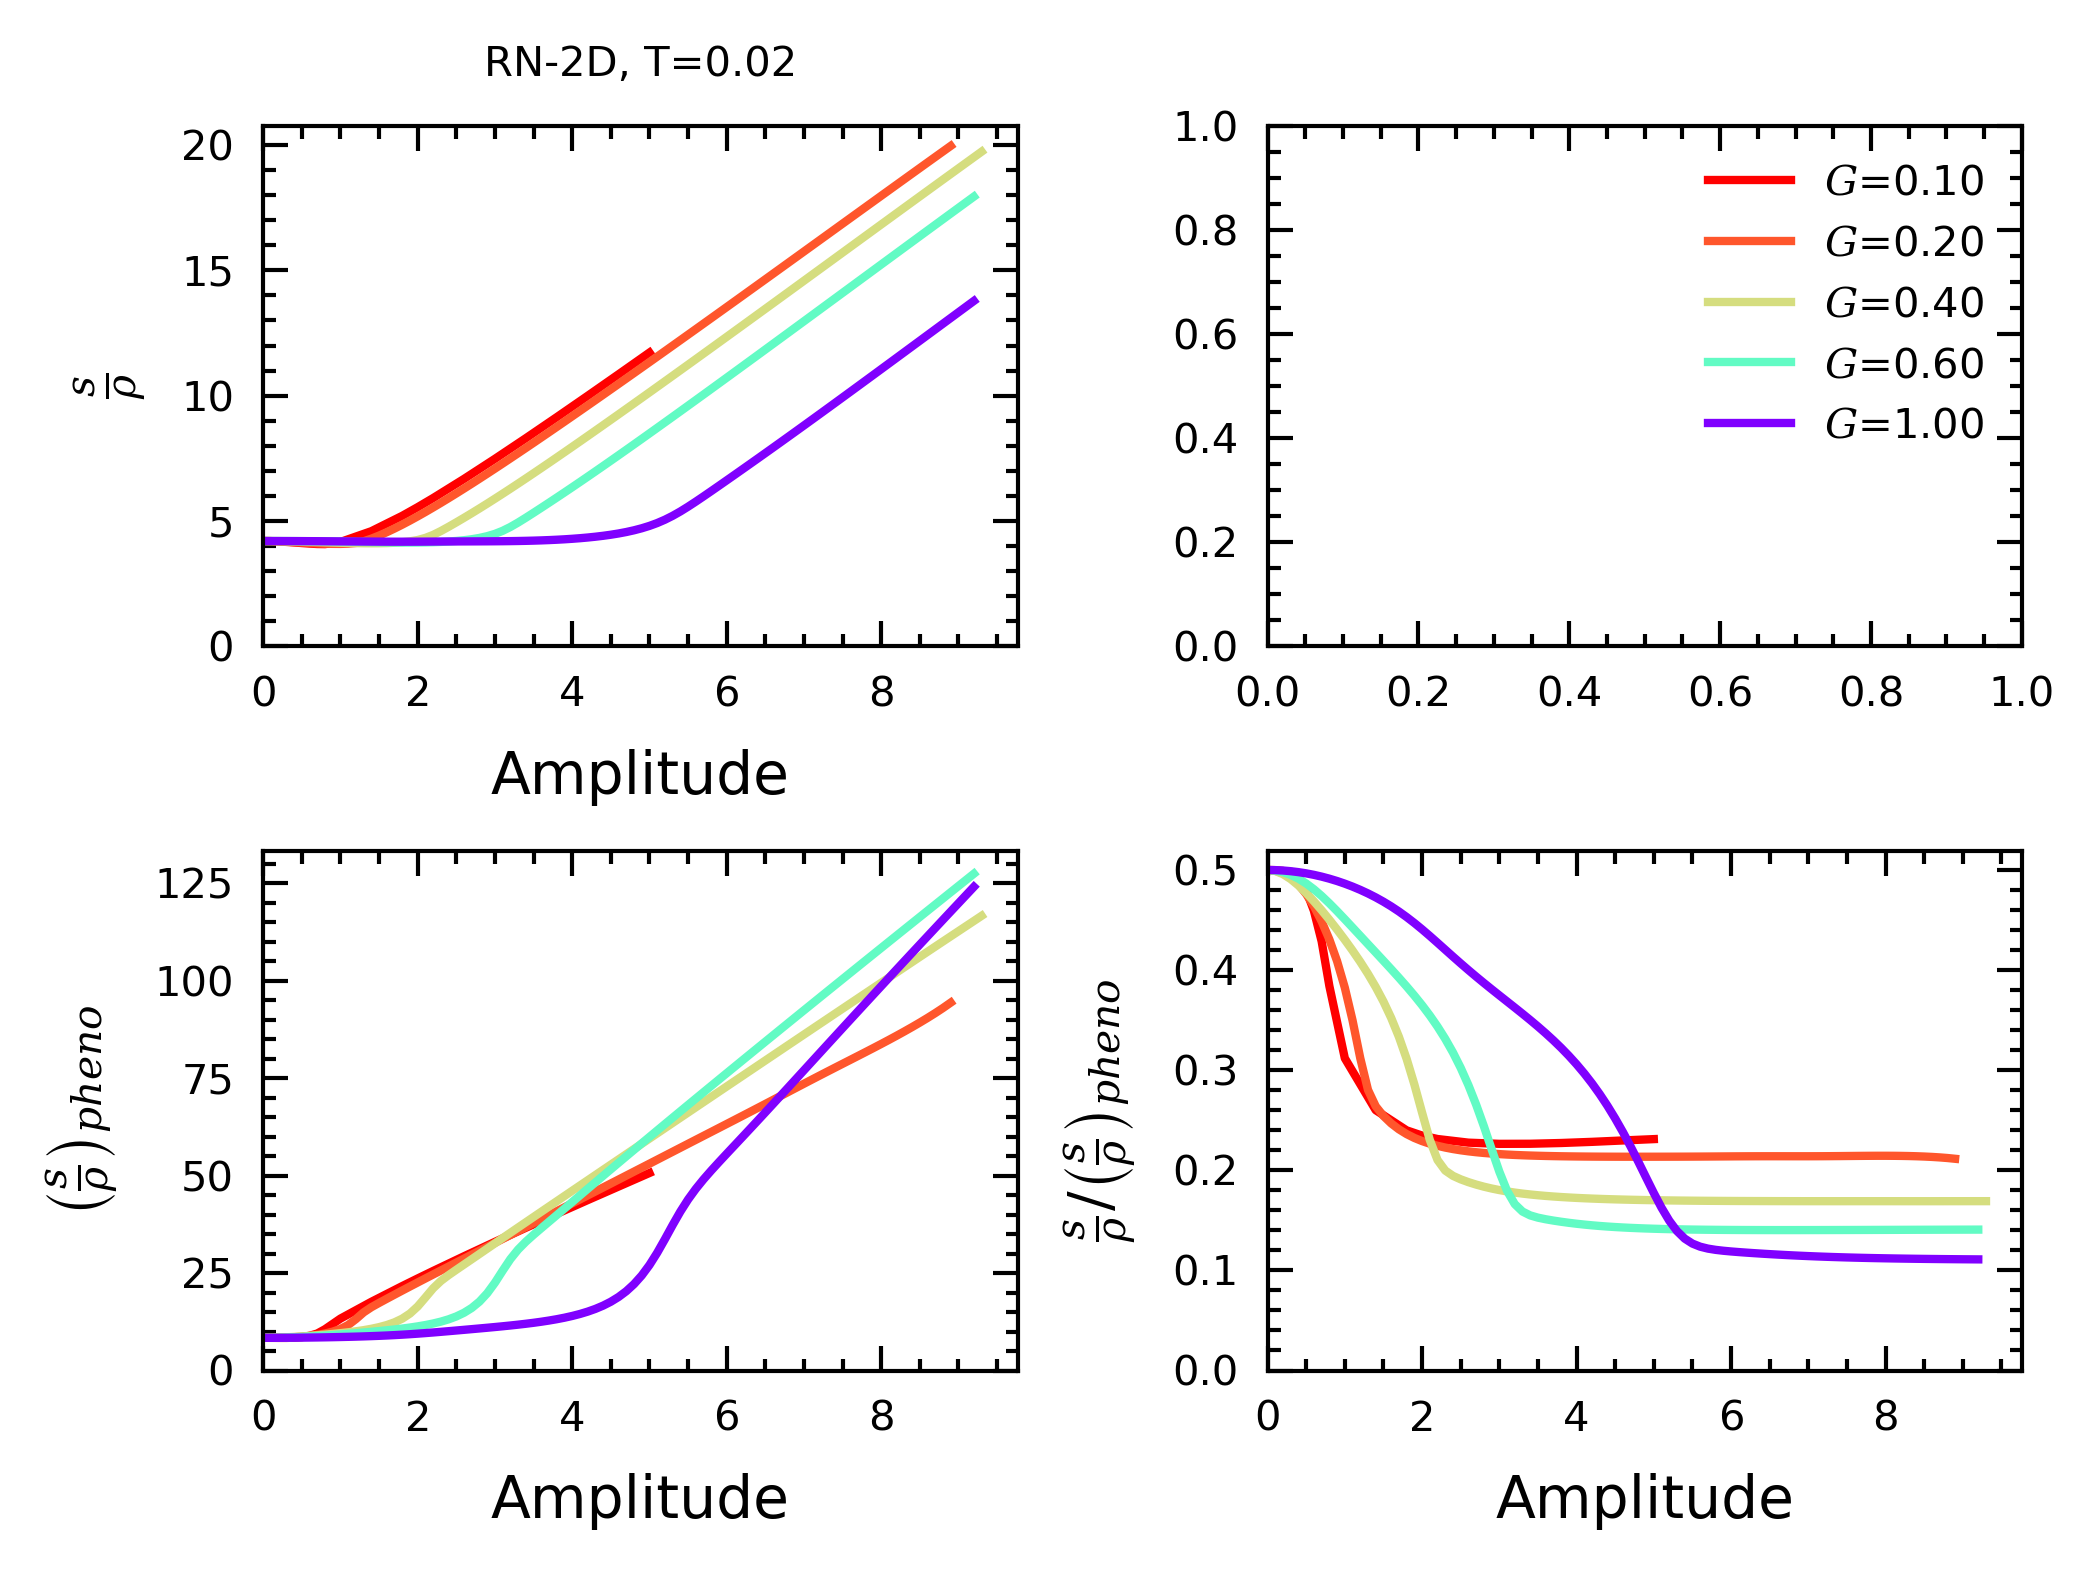 RN-2D, T=0.02
s/ρ
20
15
10
5
0
0 2 4 6 8
Amplitude
1.0
0.8
0.6
0.4
0.2
0.0
0.0 0.2 0.4 0.6 0.8 1.0
G=0.10
G=0.20
G=0.40
G=0.60
G=1.00
(s/ρ)pheno
125
100
75
50
25
0
0 2 4 6 8
Amplitude
s/ρ/(s/ρ)pheno
0.5
0.4
0.3
0.2
0.1
0.0
0 2 4 6 8
Amplitude